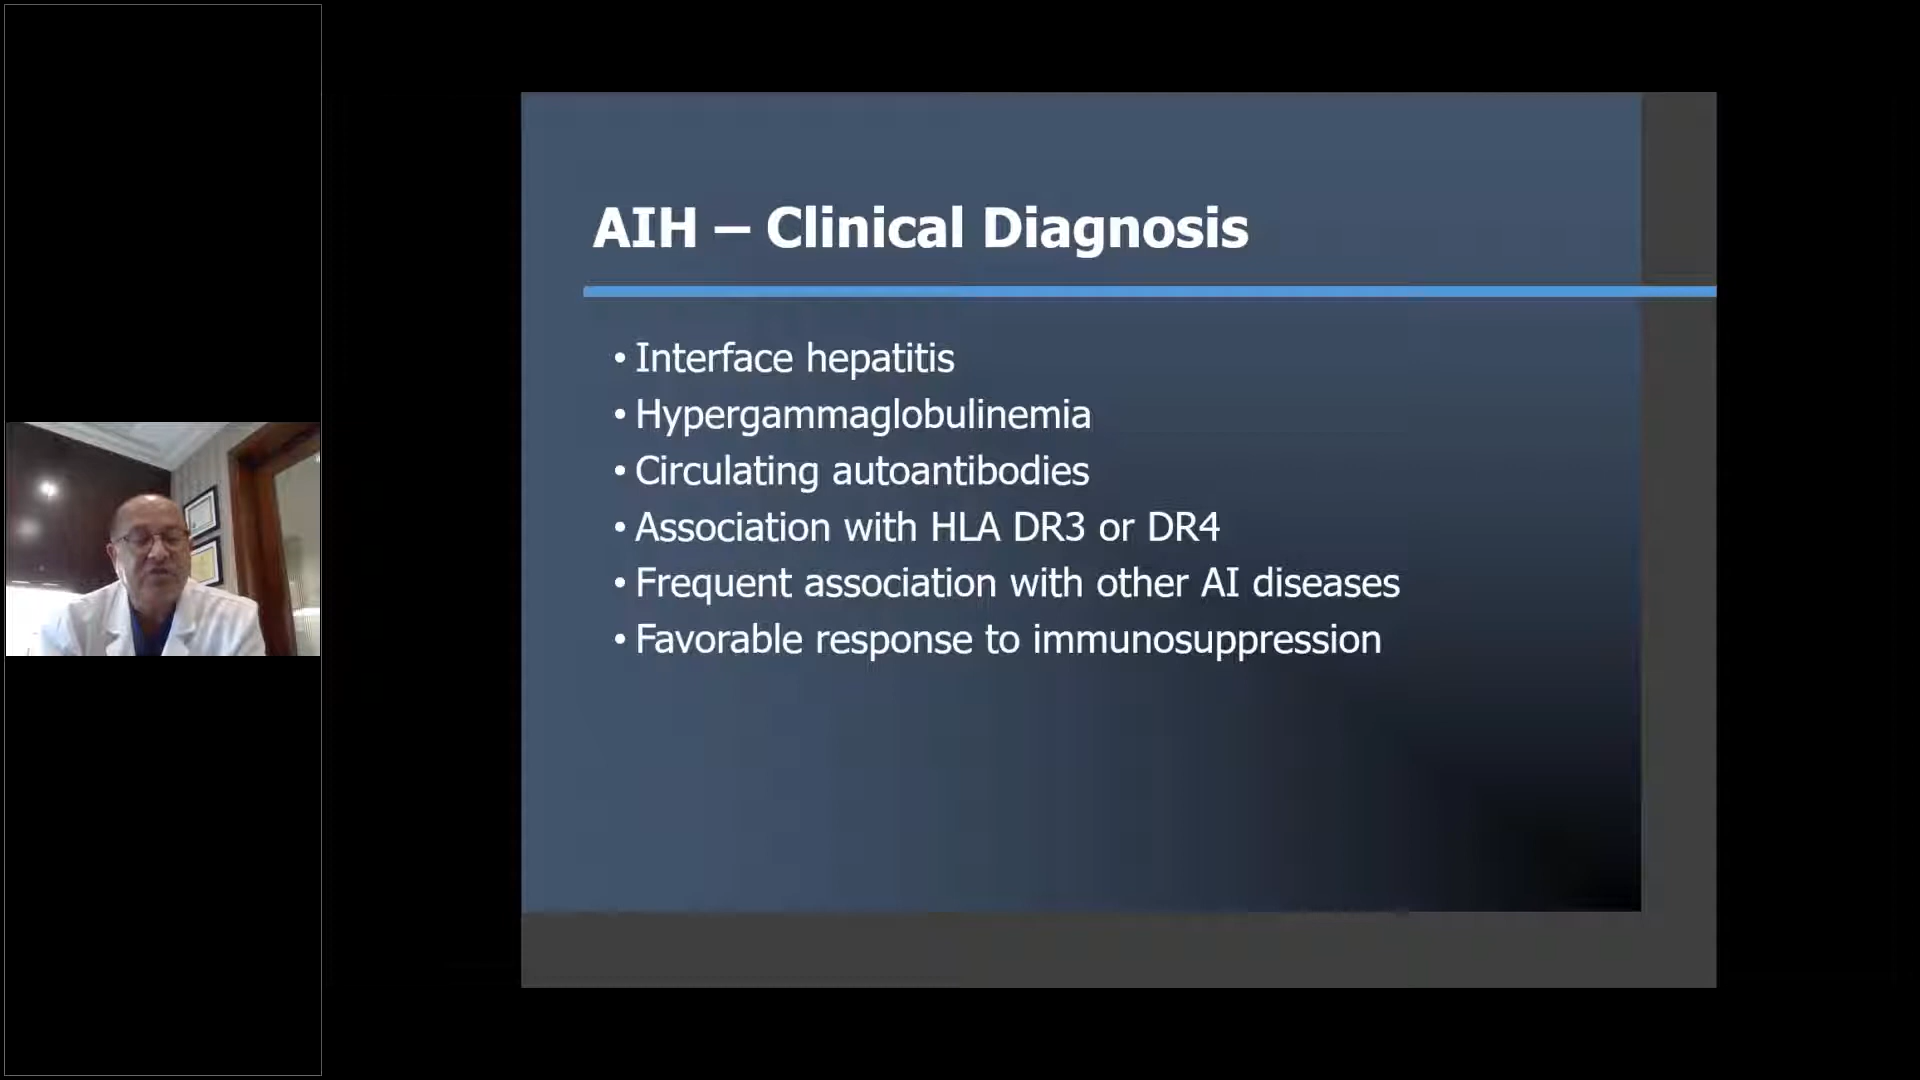 AIH – Clinical Diagnosis
• Interface hepatitis
• Hypergammaglobulinemia
• Circulating autoantibodies
• Association with HLA DR3 or DR4
• Frequent association with other AI diseases
• Favorable response to immunosuppression